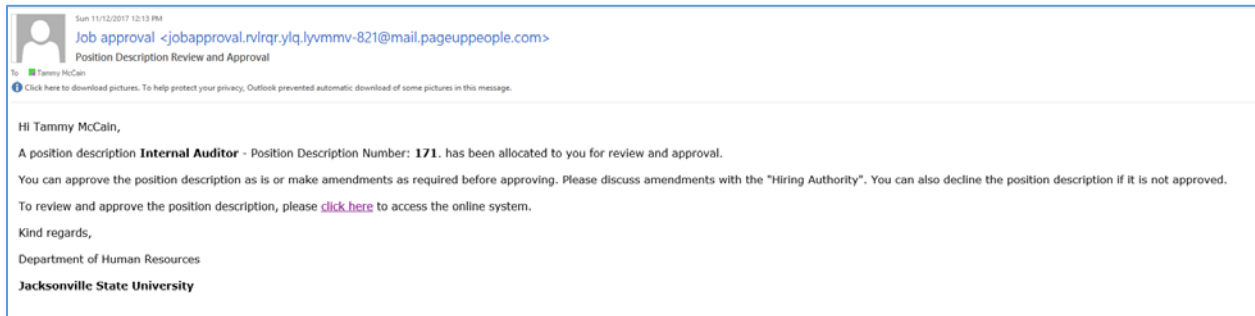 Sun 11/12/2017 12:13 PM
Job approval <jobapproval.rvlrqr.ylq.lyvmmv-821@mail.pageuppeople.com>
Position Description Review and Approval
To Tammy McCain
Click here to download pictures. To help protect your privacy, Outlook prevented automatic download of some pictures in this message.
Hi Tammy McCain,
A position description Internal Auditor - Position Description Number: 171. has been allocated to you for review and approval.
You can approve the position description as is or make amendments as required before approving. Please discuss amendments with the "Hiring Authority". You can also decline the position description if it is not approved.
To review and approve the position description, please click here to access the online system.
Kind regards,
Department of Human Resources
Jacksonville State University